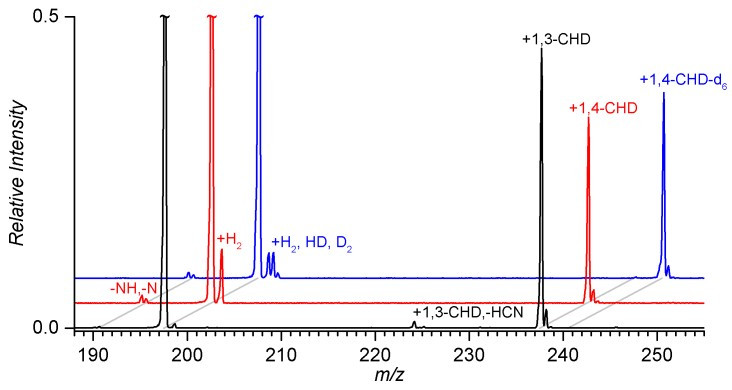 0.5
+1,3-CHD
+1,4-CHD-d6
+1,4-CHD
Relative Intensity
+H2
+H2, HD, D2
-NH,-N
+1,3-CHD,-HCN
0.0
190 200 210 220 230 240 250
m/z